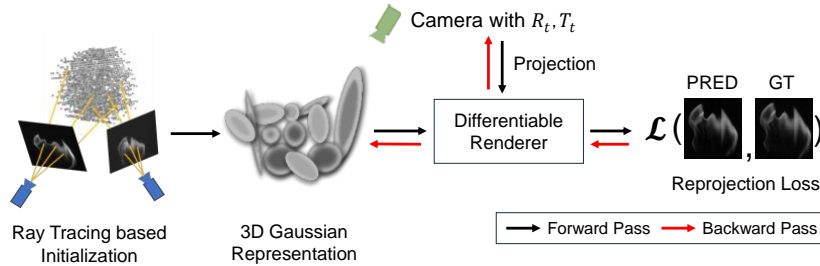 Camera with R_t, T_t
Projection
PRED GT
Differentiable
Renderer
𝓛 ( , )
Reprojection Loss
Ray Tracing based
Initialization
3D Gaussian
Representation
Forward Pass Backward Pass